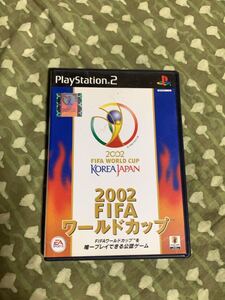 PlayStation.2
2002
FIFA WORLD CUP
KOREA JAPAN
2002
FIFA
ワールドカップ
FIFAワールドカップ™を
唯一プレイできる公認ゲーム
EA
SPORTS